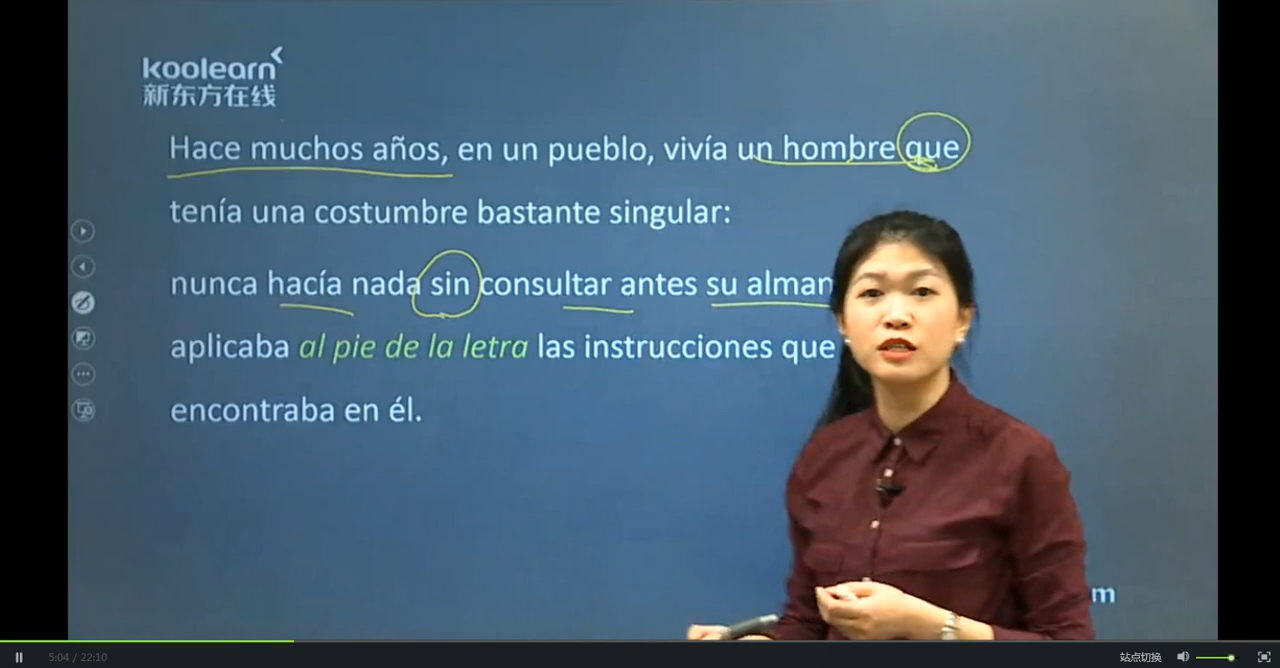 koolearn
新东方在线
Hace muchos años, en un pueblo, vivía un hombre que
tenía una costumbre bastante singular:
nunca hacía nada sin consultar antes su
aplicaba al pie de la letra las instrucciones que
encontraba en él.
m
5:04 / 22:10
站点切换